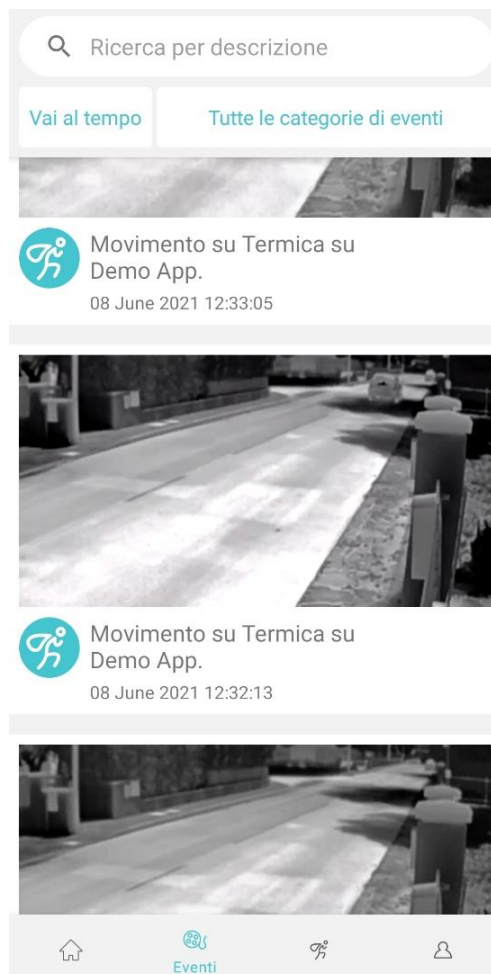 Ricerca per descrizione
Vai al tempo
Tutte le categorie di eventi
Movimento su Termica su
Demo App.
08 June 2021 12:33:05
Movimento su Termica su
Demo App.
08 June 2021 12:32:13
Eventi